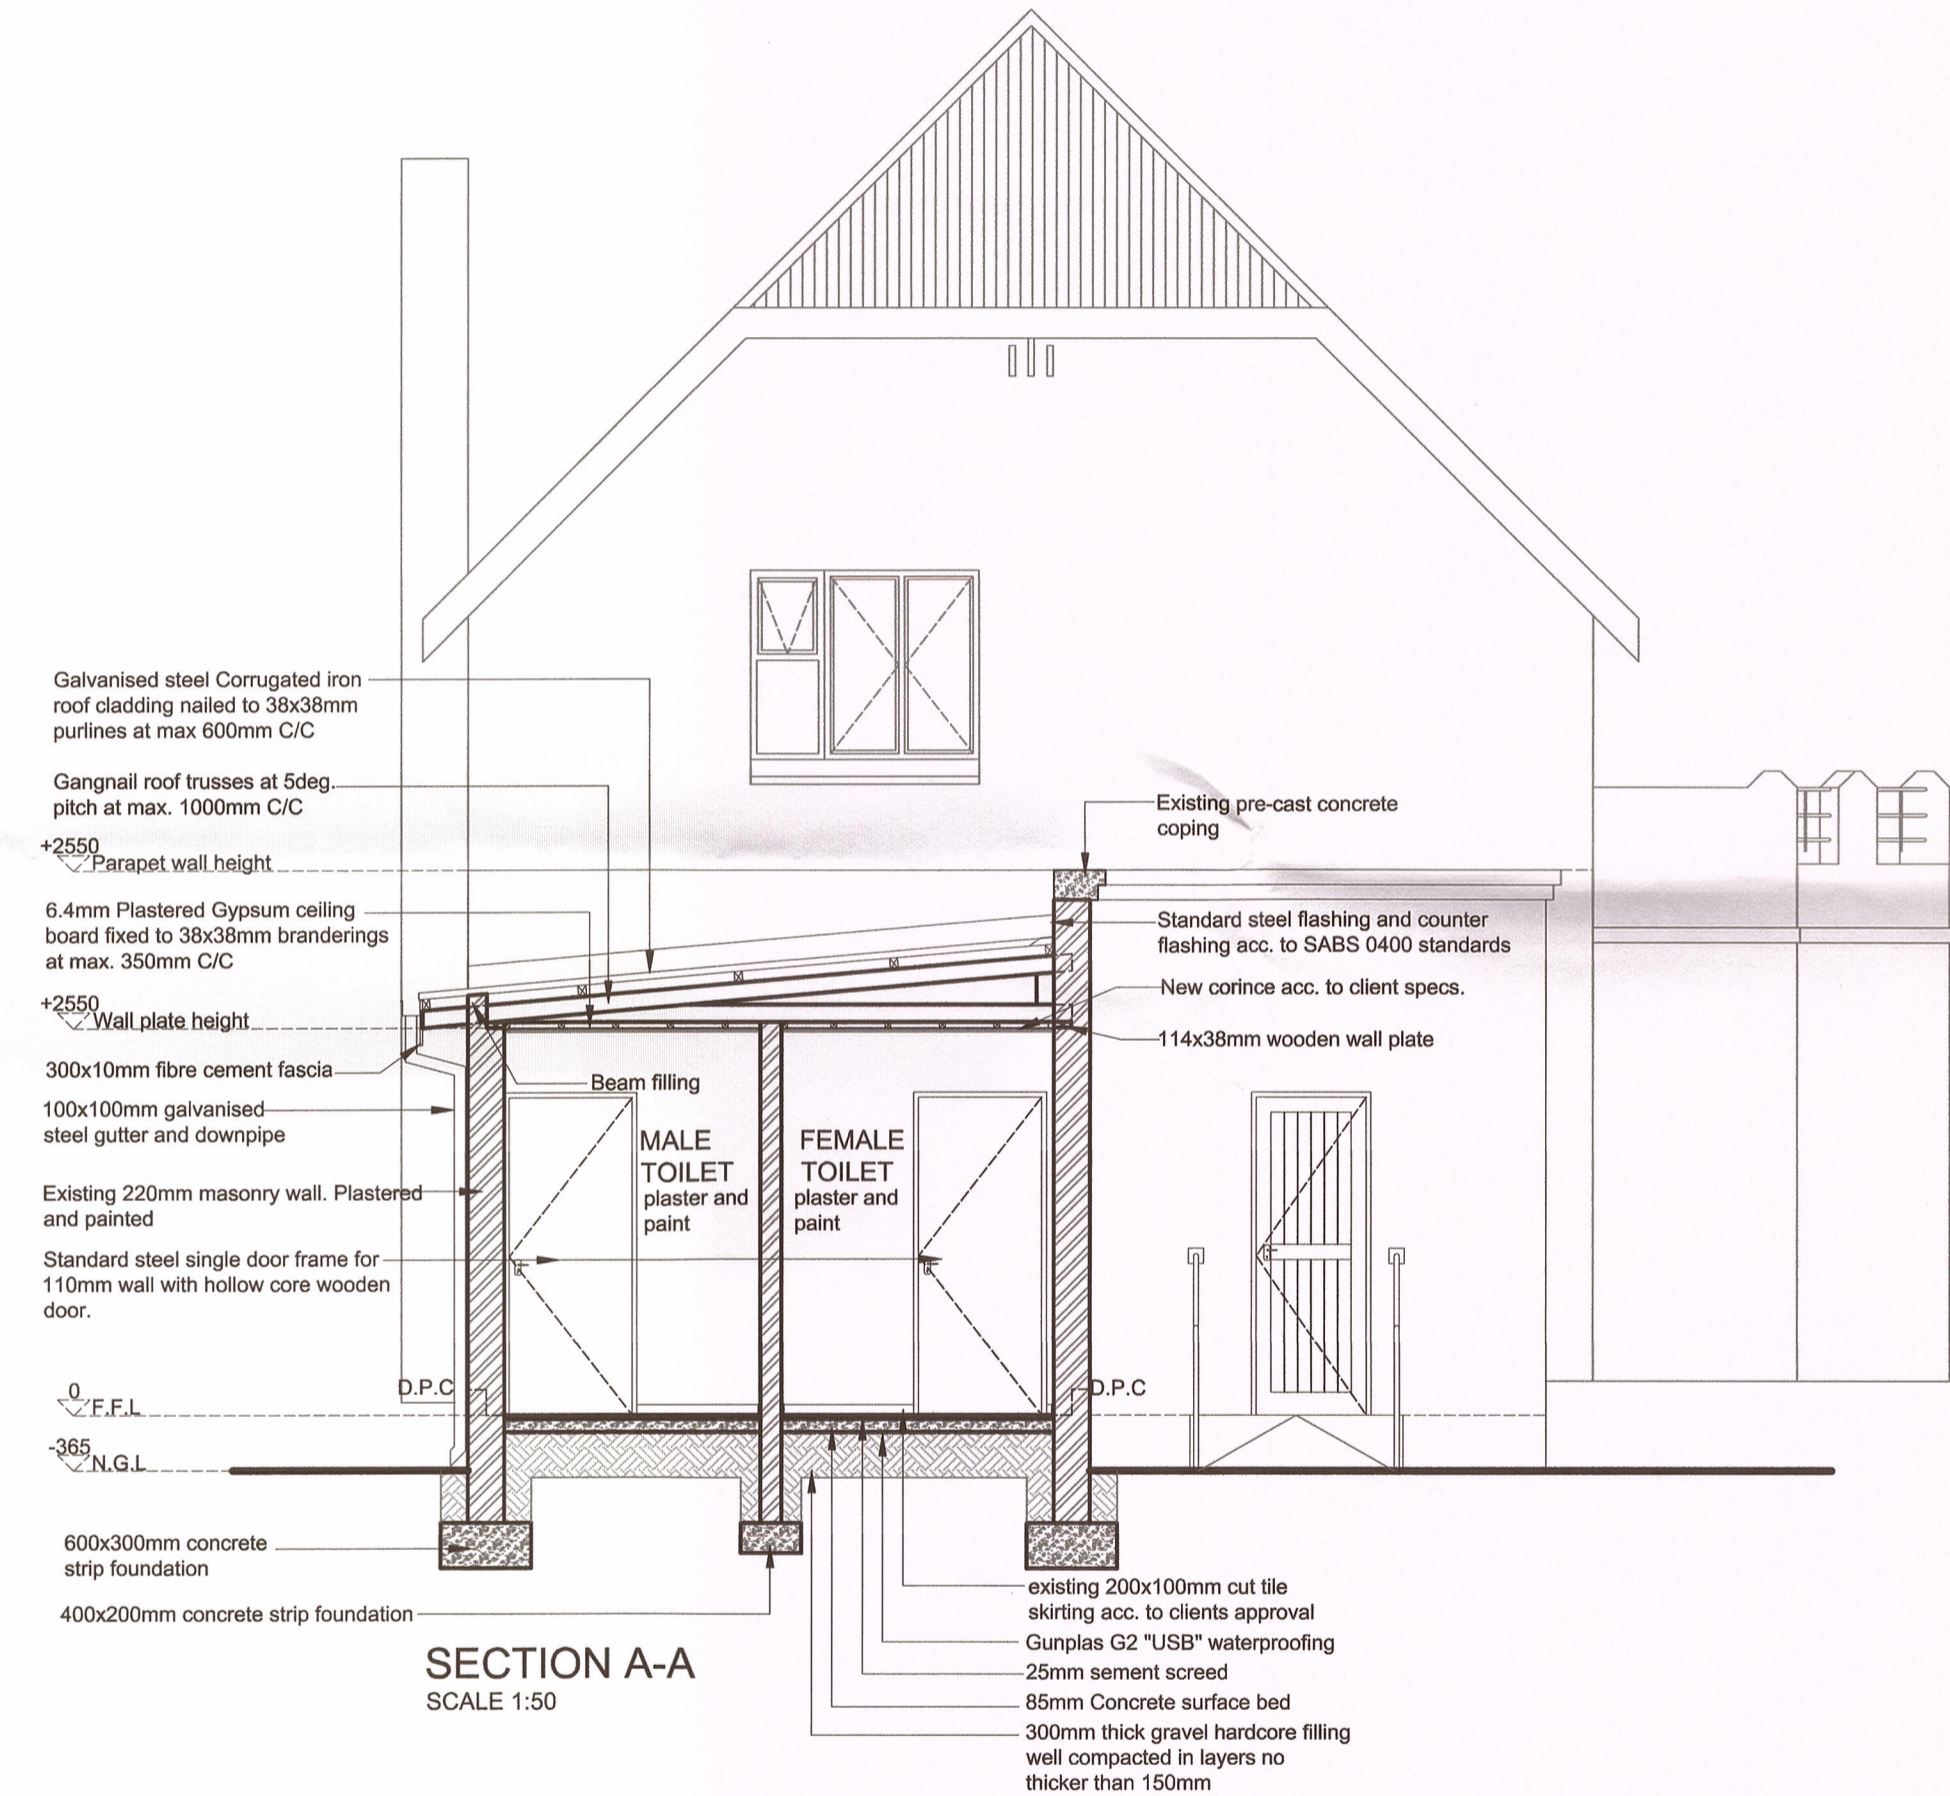 Galvanised steel Corrugated iron
roof cladding nailed to 38x38mm
purlines at max 600mm C/C
Gangnail roof trusses at 5deg.
pitch at max. 1000mm C/C
+2550
Parapet wall height
6.4mm Plastered Gypsum ceiling
board fixed to 38x38mm branderings
at max. 350mm C/C
+2550
Wall plate height
300x10mm fibre cement fascia
100x100mm galvanised
steel gutter and downpipe
Existing 220mm masonry wall. Plastered
and painted
Standard steel single door frame for
110mm wall with hollow core wooden
door.
D.P.C
0
F.F.L
-365
N.G.L
600x300mm concrete
strip foundation
400x200mm concrete strip foundation
Beam filling
MALE
TOILET
plaster and
paint
FEMALE
TOILET
plaster and
paint
Existing pre-cast concrete
coping
Standard steel flashing and counter
flashing acc. to SABS 0400 standards
New corince acc. to client specs.
114x38mm wooden wall plate
D.P.C
existing 200x100mm cut tile
skirting acc. to clients approval
Gunplas G2 "USB" waterproofing
25mm sement screed
85mm Concrete surface bed
300mm thick gravel hardcore filling
well compacted in layers no
thicker than 150mm
SECTION A-A
SCALE 1:50